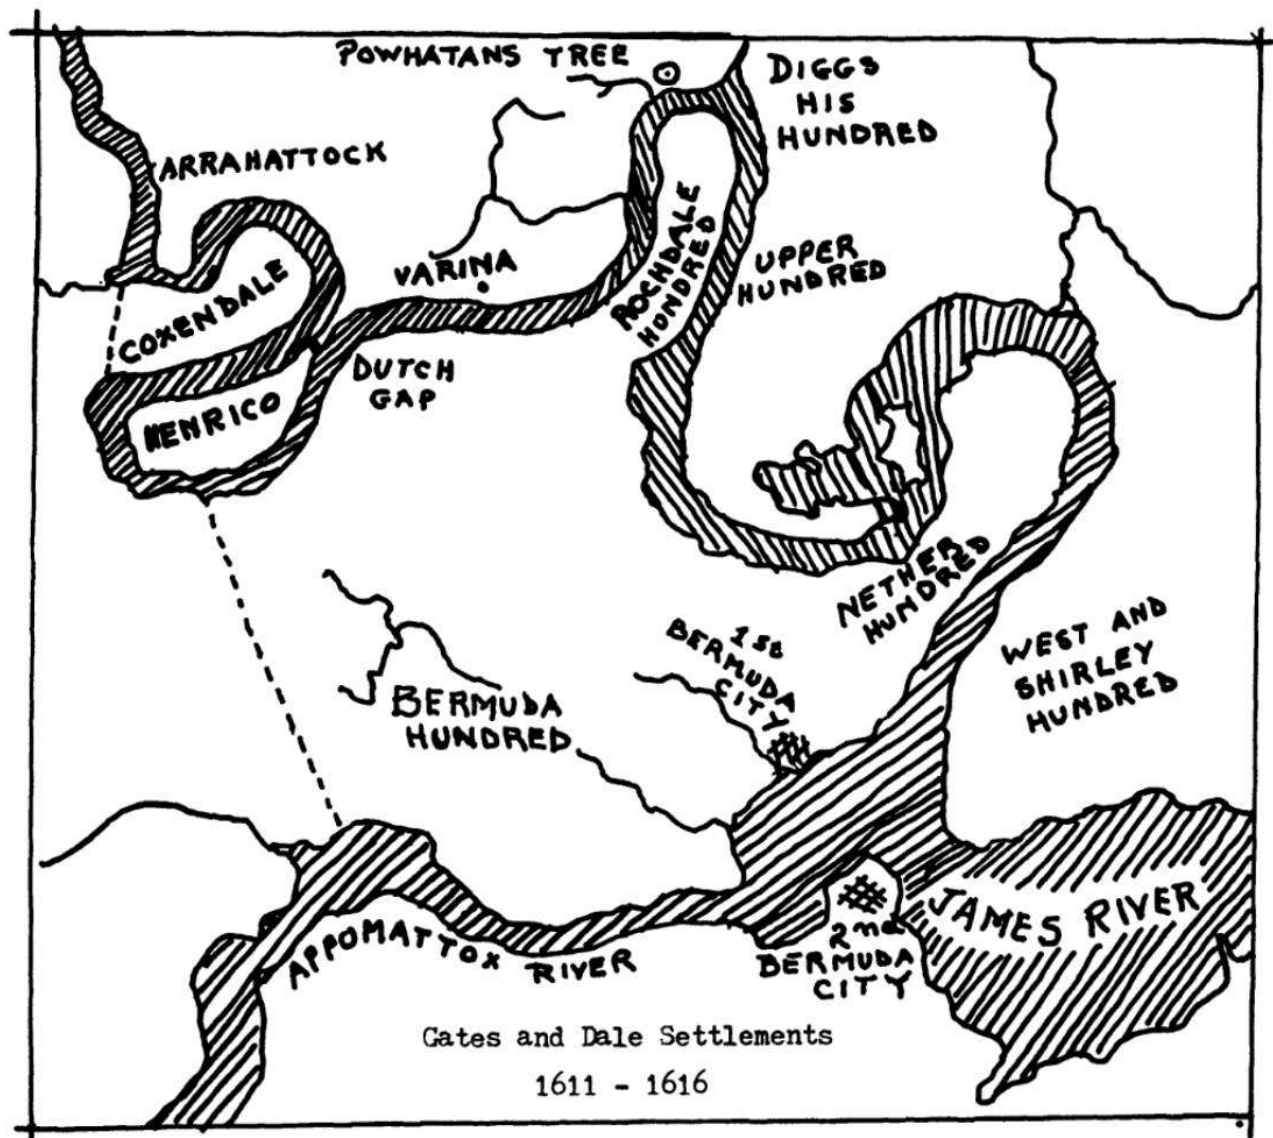 POWHATANS TREE
DIGGS
HIS
HUNDRED
ARRAHATTOCK
ROCHDALE
HUNDRED
UPPER
HUNDRED
VARINA
COXENDALE
DUTCH
GAP
HENRICO
NETHER
HUNDRED
1st
BERMUDA
CITY
WEST AND
SHIRLEY
HUNDRED
BERMUDA
HUNDRED
JAMES RIVER
APPOMATTOX RIVER
2nd
BERMUDA
CITY
Gates and Dale Settlements
1611 - 1616